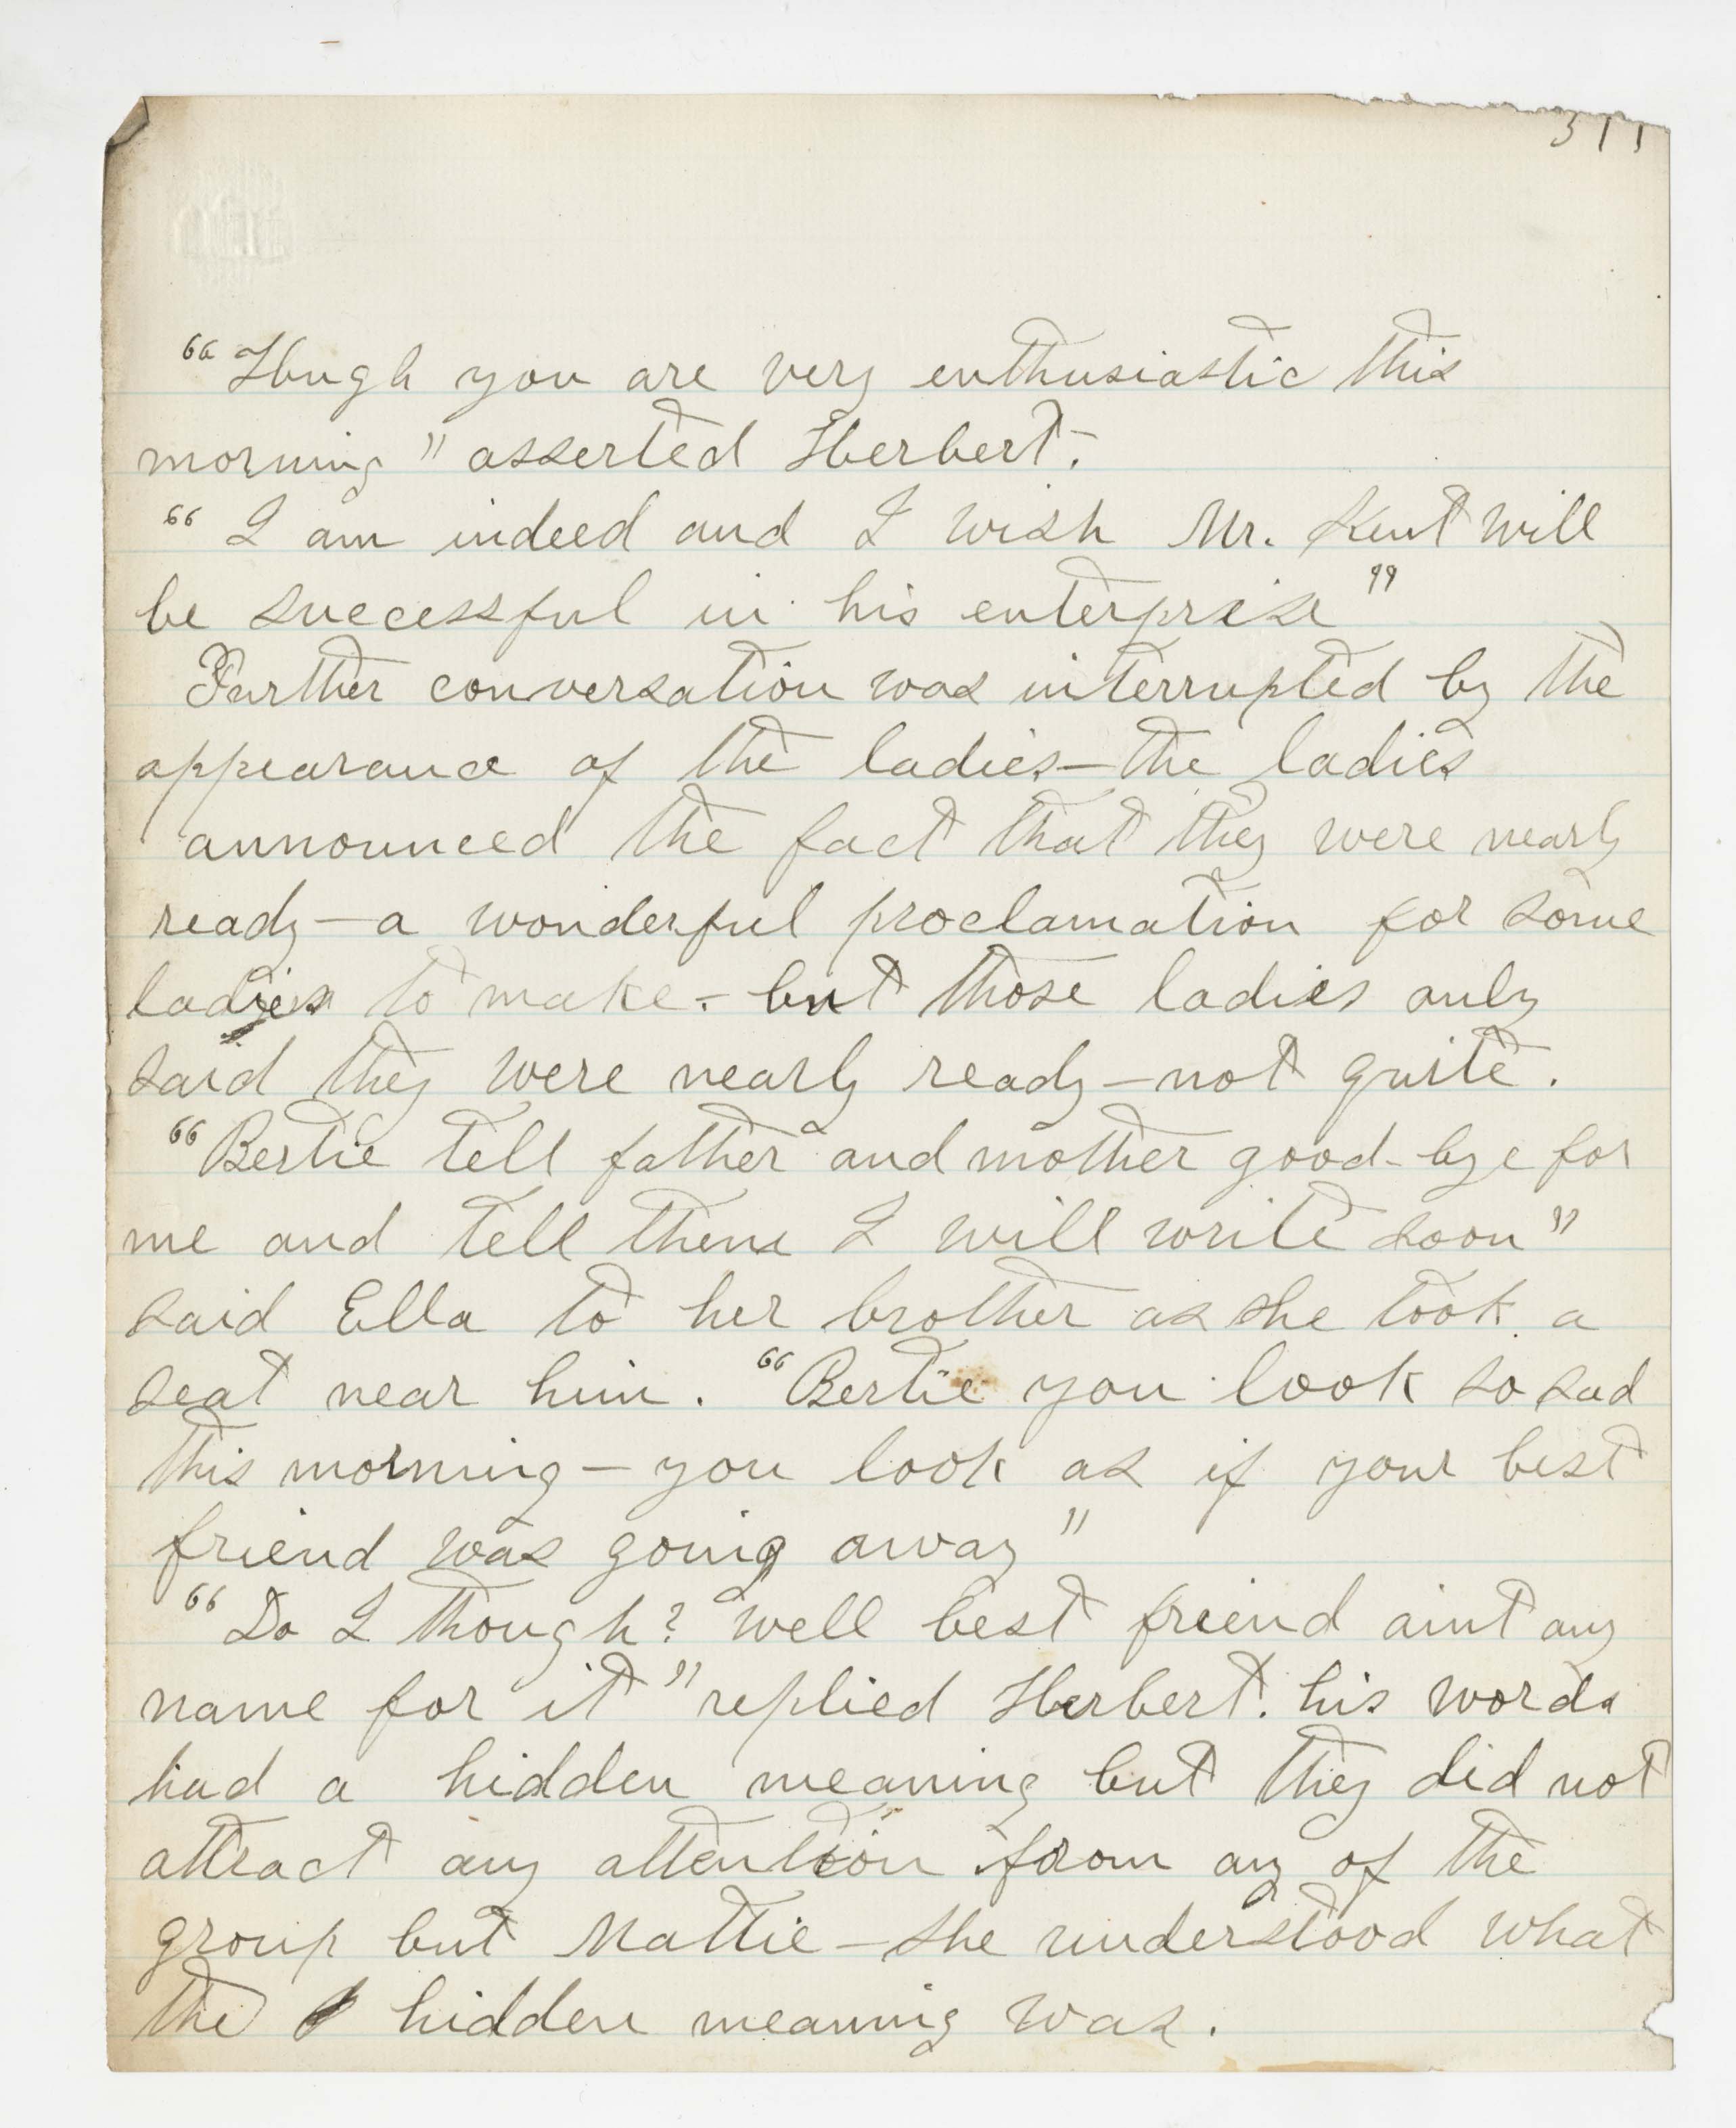 311
"Hugh you are very enthusiastic this
morning" asserted Herbert.
"I am indeed and I wish Mr. Kent will
be successful in his enterprise"
Further conversation was interrupted by the
appearance of the ladies—the ladies
announced the fact that they were nearly
ready—a wonderful proclamation for some
ladies to make - but those ladies only
said they were nearly ready—not quite.
"Bertie tell father and mother good-bye for
me and tell them I will write soon"
said Ella to her brother as she took a
seat near him. "Bertie you look so sad
this morning—you look as if your best
friend was going away"
"Do I though? well best friend aint any
name for it" replied Herbert. his words
had a hidden meaning but they did not
attract any attention from any of the
group but Mattie—she understood what
the hidden meaning was.